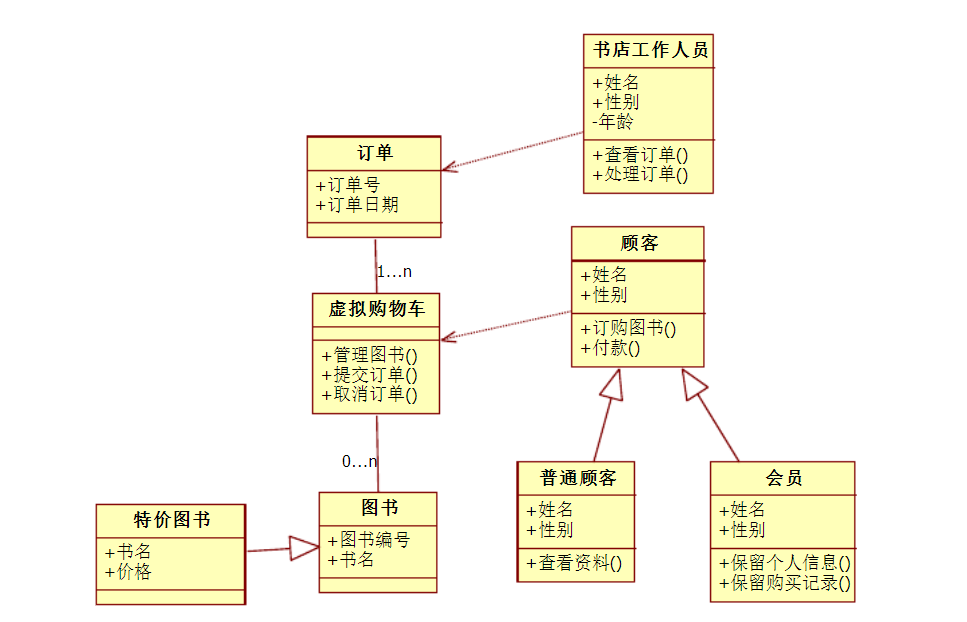 书店工作人员
+姓名
+性别
-年龄
+查看订单()
+处理订单()
订单
+订单号
+订单日期
顾客
+姓名
+性别
+订购图书()
+付款()
1...n
虚拟购物车
+管理图书()
+提交订单()
+取消订单()
0...n
普通顾客
+姓名
+性别
+查看资料()
会员
+姓名
+性别
+保留个人信息()
+保留购买记录()
图书
+图书编号
+书名
特价图书
+书名
+价格